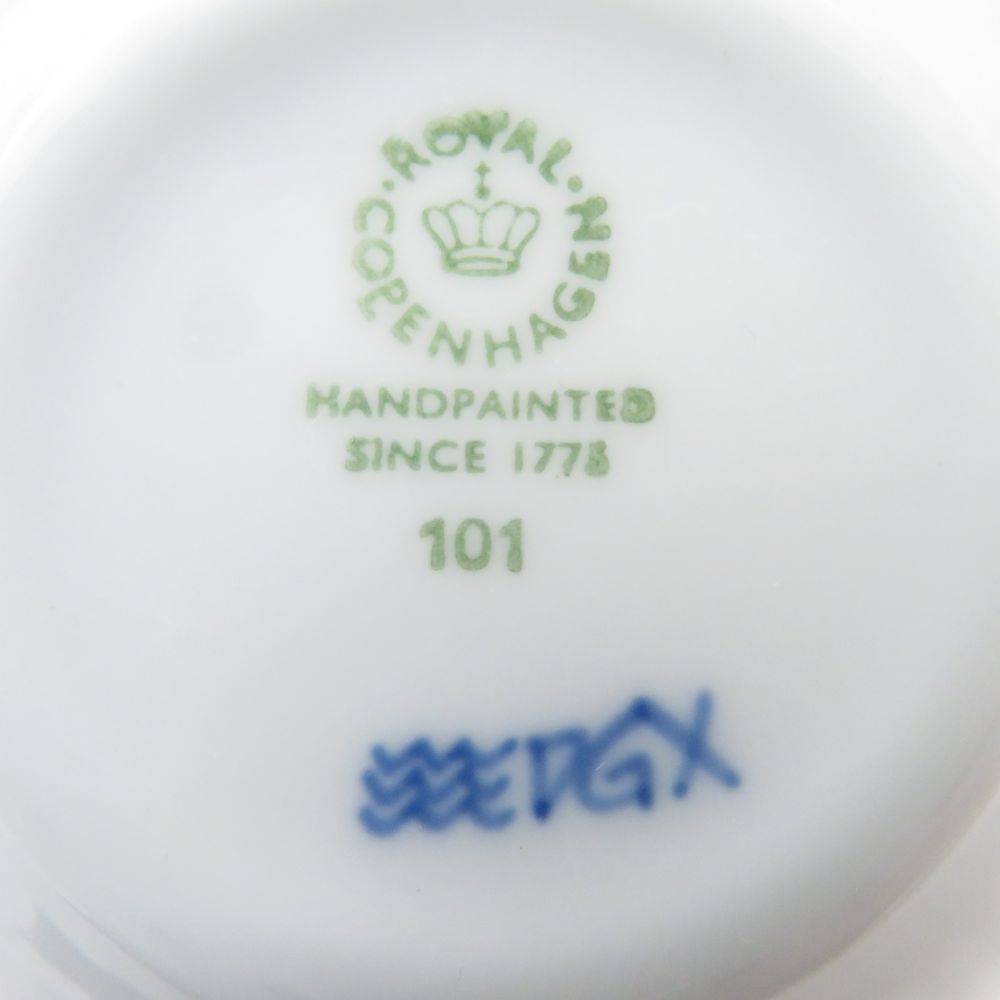 ROYAL · COPENHAGEN ·
HANDPAINTED
SINCE 1775
101